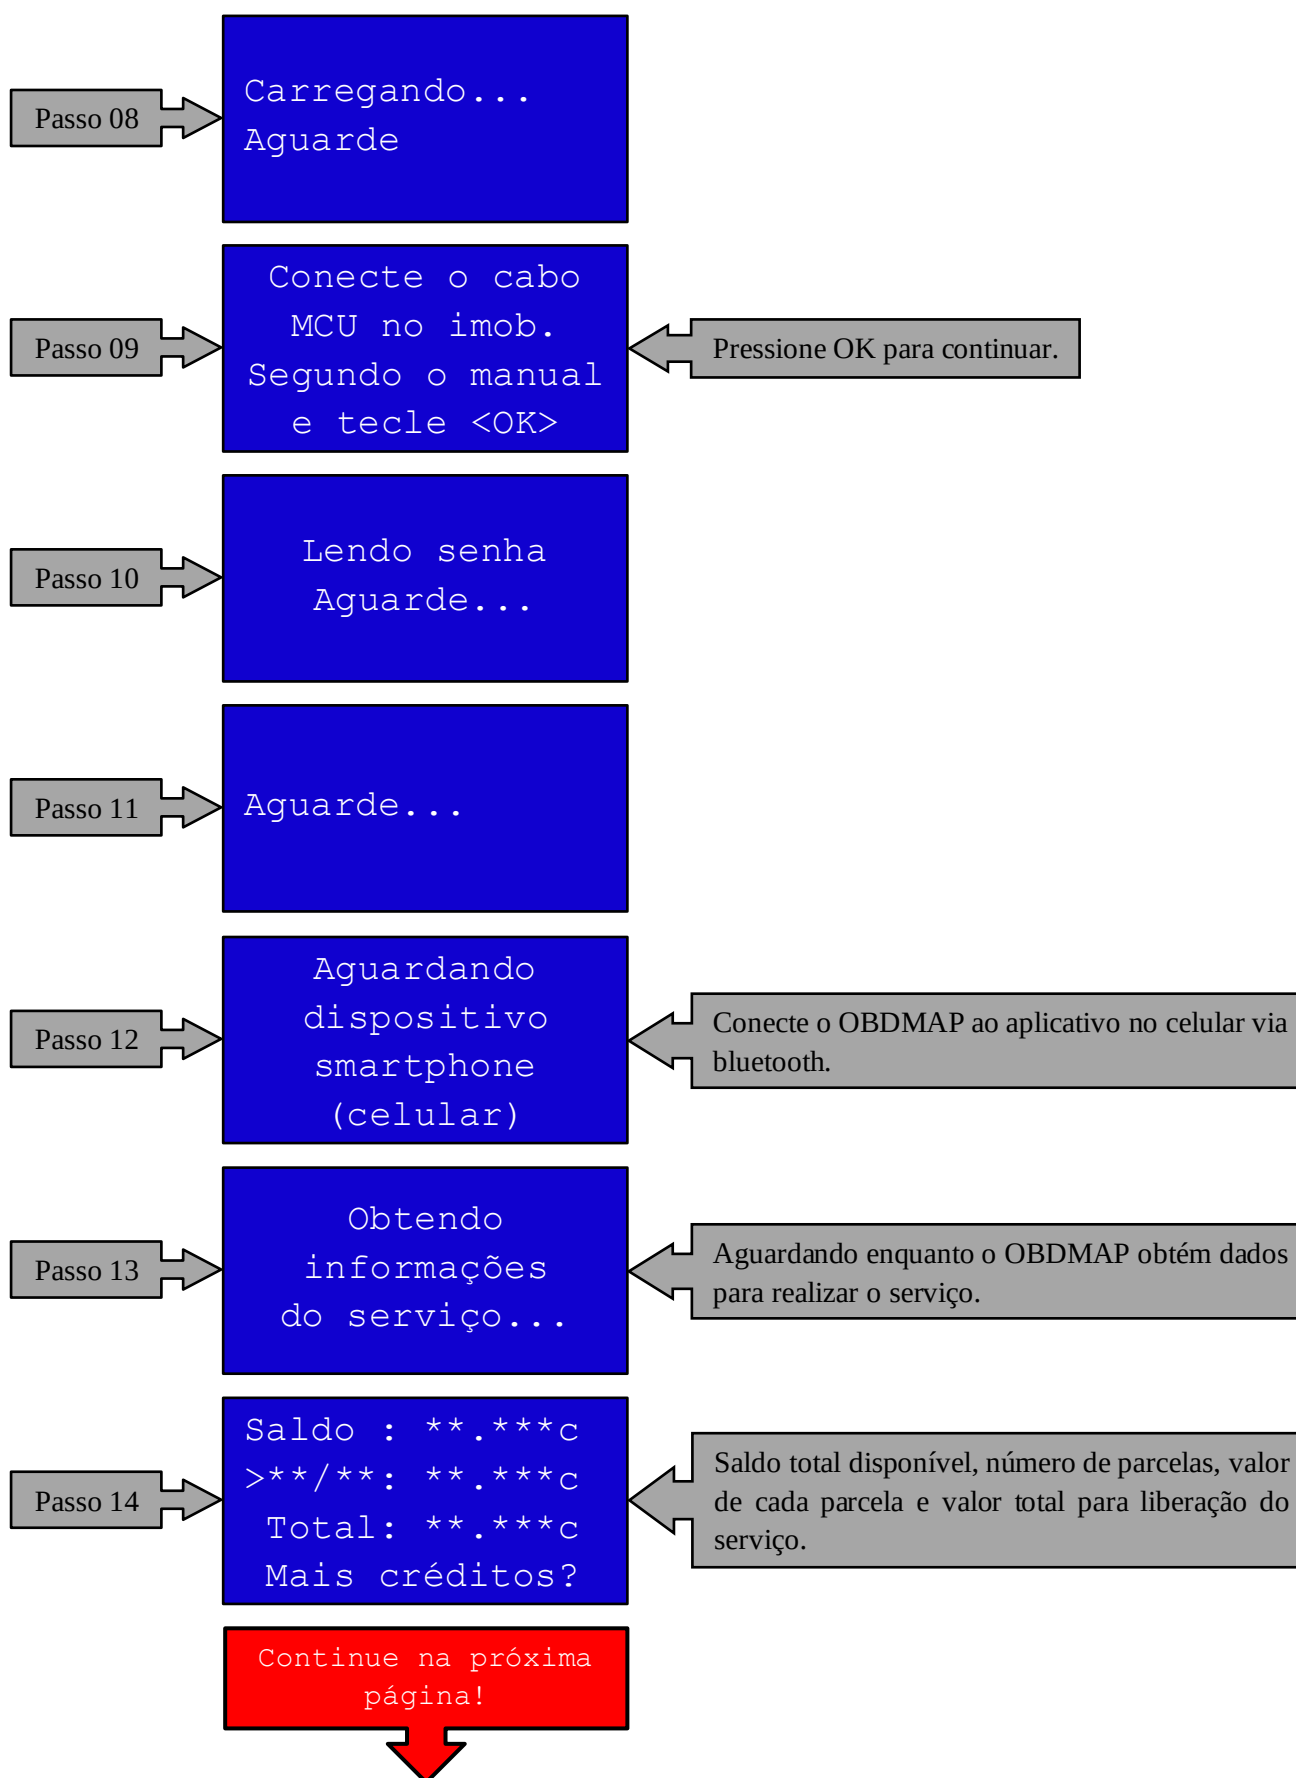 Passo 08
Carregando...
Aguarde
Passo 09
Conecte o cabo
MCU no imob.
Segundo o manual
e tecle <OK>
Pressione OK para continuar.
Passo 10
Lendo senha
Aguarde...
Passo 11
Aguarde...
Passo 12
Aguardando
dispositivo
smartphone
(celular)
Conecte o OBDMAP ao aplicativo no celular via
bluetooth.
Passo 13
Obtendo
informações
do serviço...
Aguardando enquanto o OBDMAP obtém dados
para realizar o serviço.
Passo 14
Saldo : **.***c
>**/**: **.***c
Total: **.***c
Mais créditos?
Saldo total disponível, número de parcelas, valor
de cada parcela e valor total para liberação do
serviço.
Continue na próxima
página!